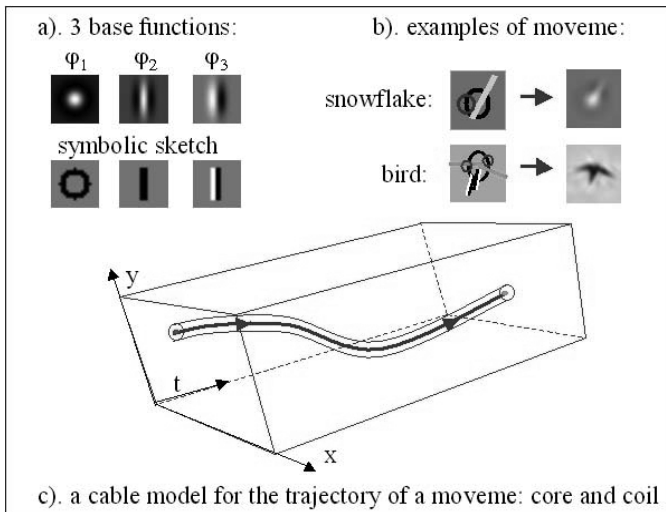 a). 3 base functions:
φ1 φ2 φ3
symbolic sketch
b). examples of moveme:
snowflake:
bird:
y
t
x
c). a cable model for the trajectory of a moveme: core and coil